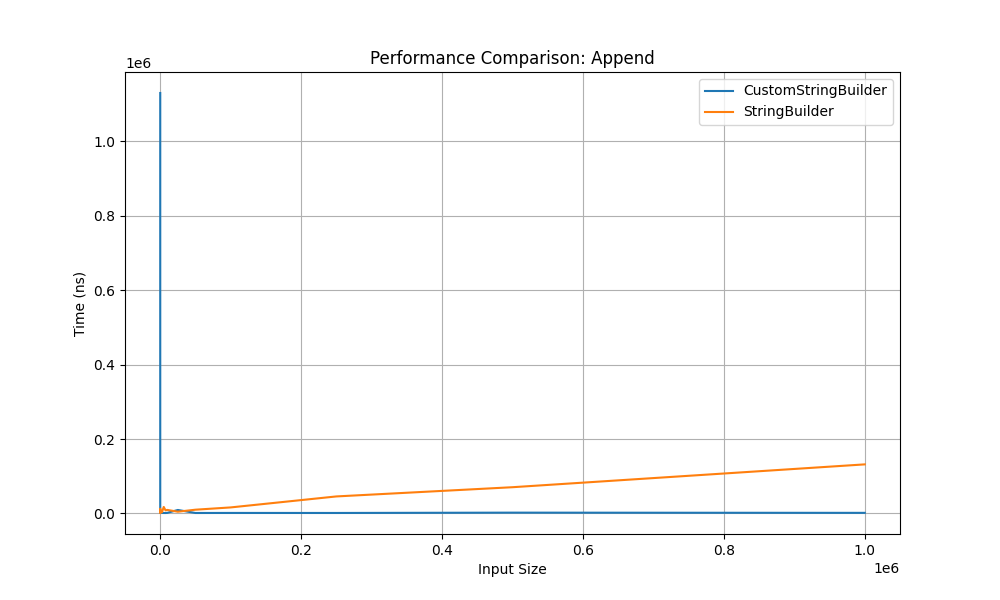 Performance Comparison: Append
1e6
CustomStringBuilder
StringBuilder
1.0
0.8
0.6
0.4
0.2
0.0
Time (ns)
0.0 0.2 0.4 0.6 0.8 1.0
Input Size
1e6